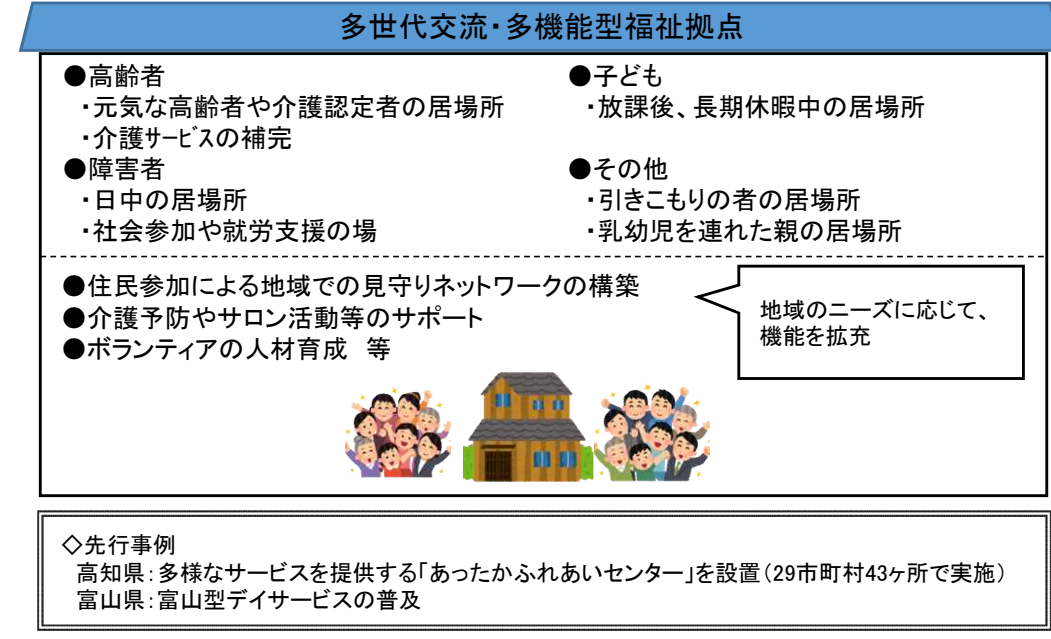 多世代交流・多機能型福祉拠点
●高齢者
・元気な高齢者や介護認定者の居場所
・介護ｻｰﾋﾞｽの補完
●障害者
・日中の居場所
・社会参加や就労支援の場
●子ども
・放課後、長期休暇中の居場所
●その他
・引きこもりの者の居場所
・乳幼児を連れた親の居場所
●住民参加による地域での見守りネットワークの構築
●介護予防やサロン活動等のサポート
●ボランティアの人材育成　等
地域のニーズに応じて、
機能を拡充
◇先行事例
高知県：多様なサービスを提供する「あったかふれあいセンター」を設置（29市町村43ヶ所で実施）
富山県：富山型デイサービスの普及